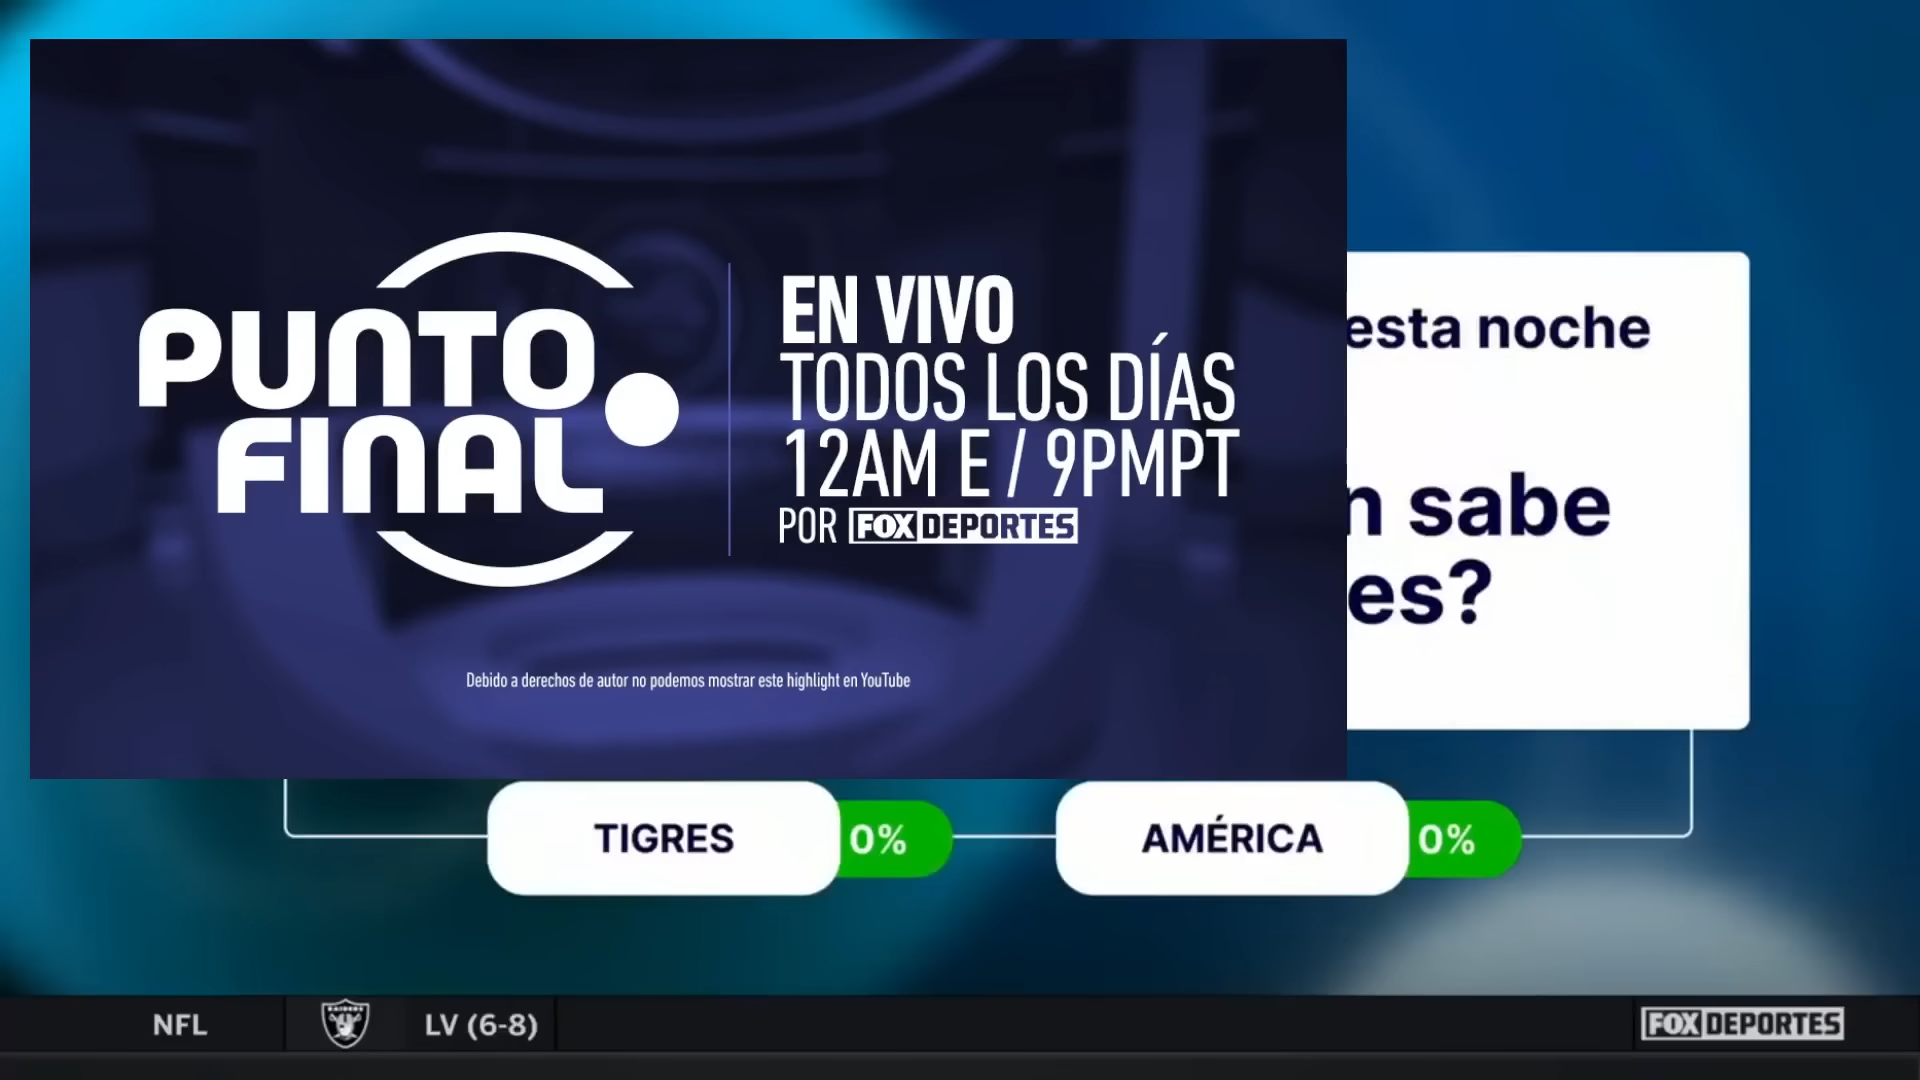 PUNTO
FINAL
EN VIVO
TODOS LOS DÍAS
12AM E / 9PMPT
POR FOX DEPORTES
Debido a derechos de autor no podemos mostrar este highlight en YouTube
esta noche
n sabe
es?
TIGRES 0%
AMÉRICA 0%
NFL
RAIDERS
LV (6-8)
FOX DEPORTES